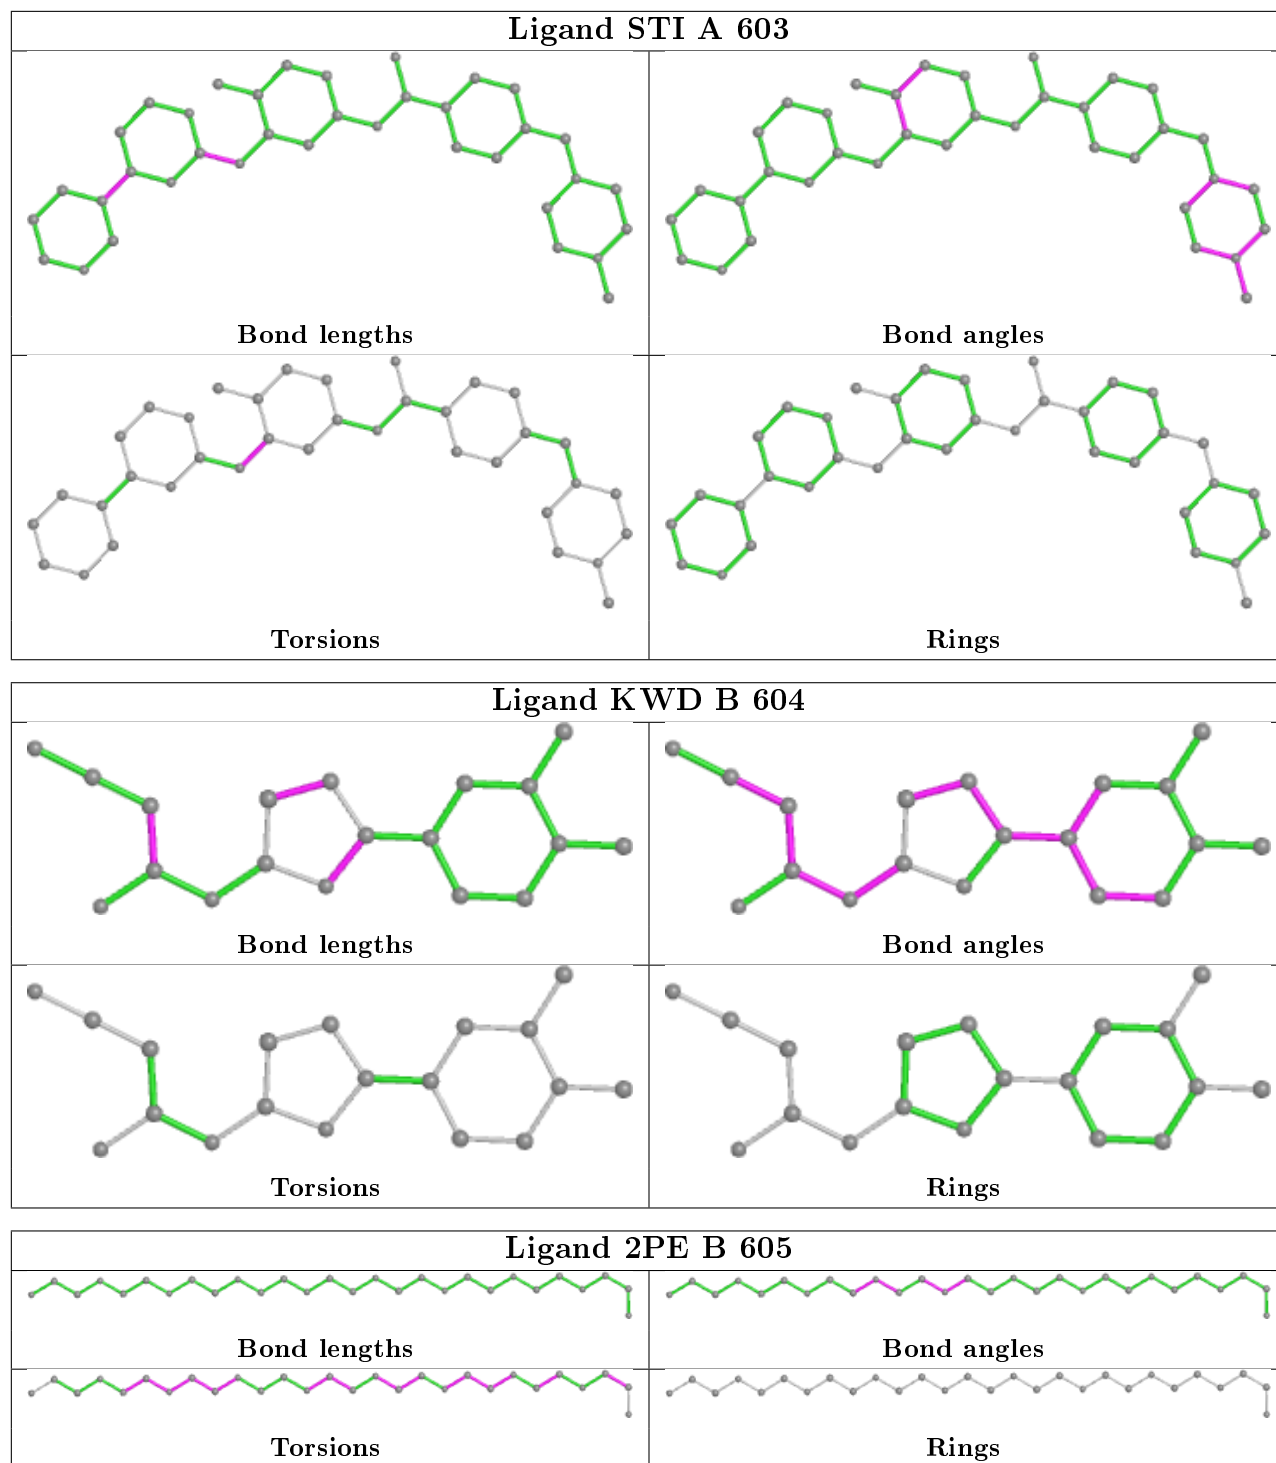 Ligand STI A 603
Bond lengths
Bond angles
Torsions
Rings
Ligand KWD B 604
Bond lengths
Bond angles
Torsions
Rings
Ligand 2PE B 605
Bond lengths
Bond angles
Torsions
Rings